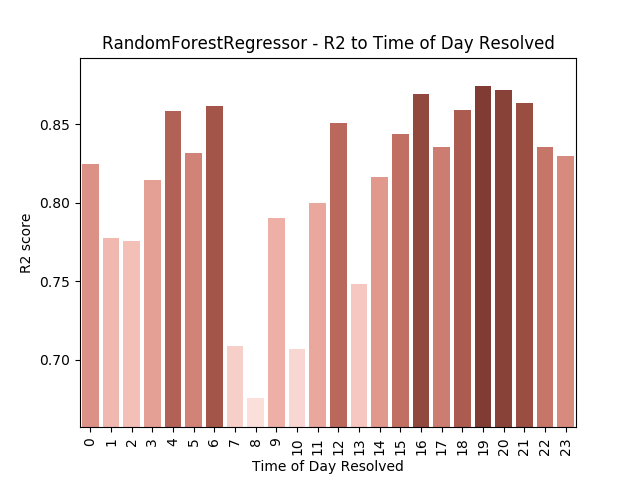 RandomForestRegressor - R2 to Time of Day Resolved
R2 score
0.85
0.80
0.75
0.70
0 1 2 3 4 5 6 7 8 9 10 11 12 13 14 15 16 17 18 19 20 21 22 23
Time of Day Resolved